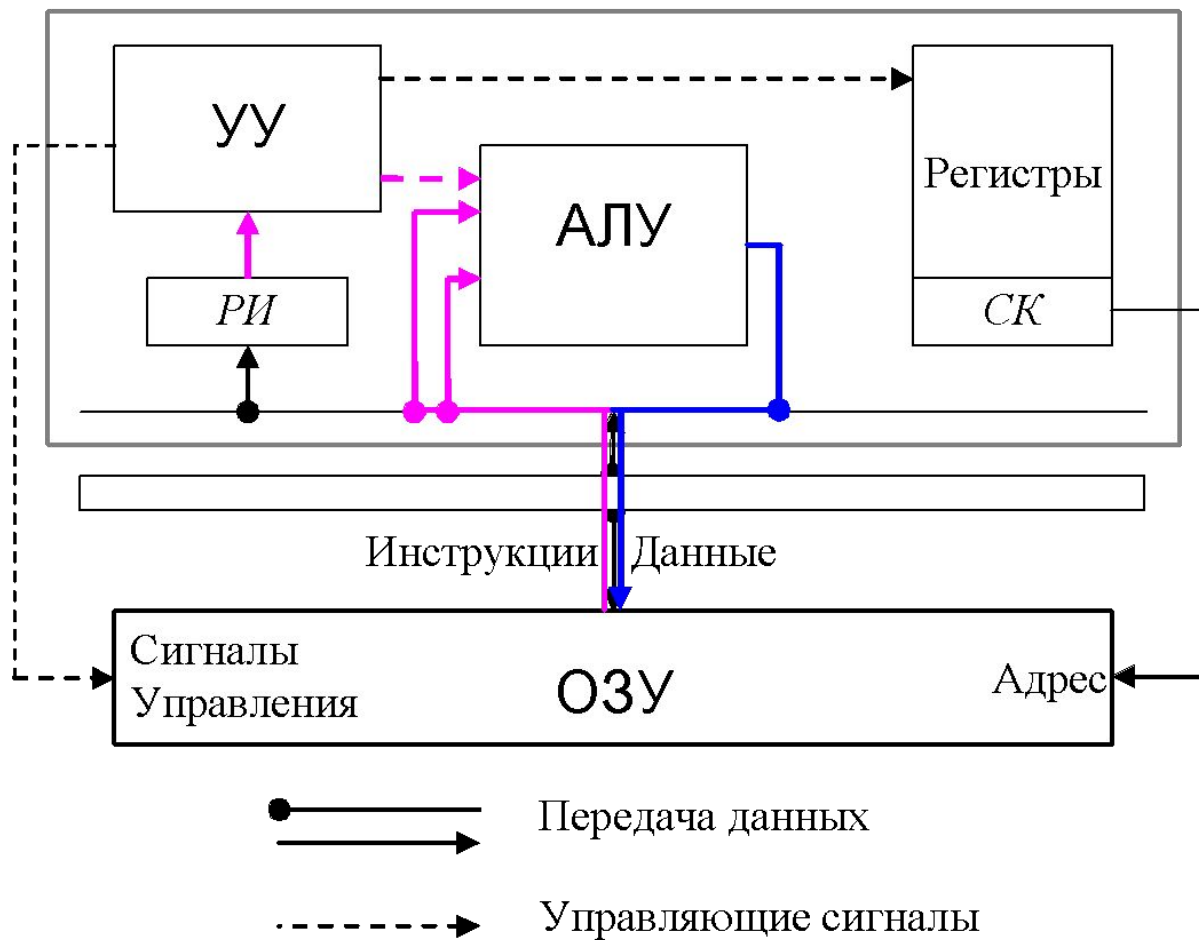 УУ
Регистры
АЛУ
РИ
СК
Инструкции
Данные
Сигналы
Управления
ОЗУ
Адрес
Передача данных
Управляющие сигналы